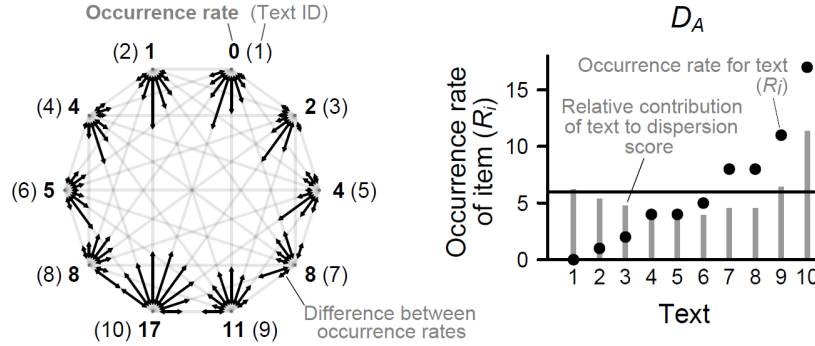 Occurrence rate (Text ID)
(2) 1
0 (1)
(4) 4
2 (3)
(6) 5
4 (5)
(8) 8
8 (7)
(10) 17
11 (9)
Difference between
occurrence rates
D_A
Occurrence rate
of item (R_i)
15
10
5
0
Occurrence rate for text
(R_i)
Relative contribution
of text to dispersion
score
1 2 3 4 5 6 7 8 9 10
Text